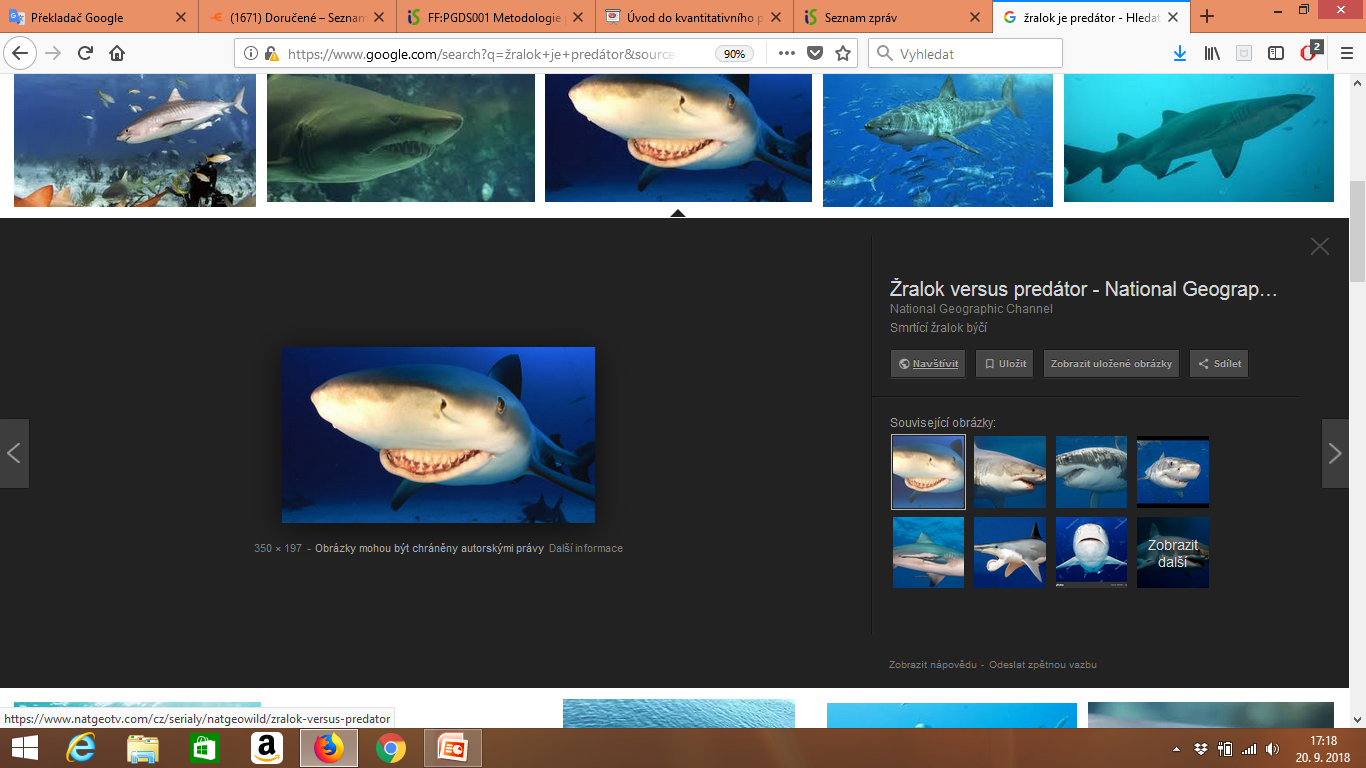 Překladač Google
(1671) Doručené – Seznam
FF:PGDS001 Metodologie
Úvod do kvantitativního p
Seznam zpráv
žralok je predátor - Hledat
https://www.google.com/search?q=žralok+je+predátor&source
90%
Vyhledat
2
Žralok versus predátor - National Geograp…
National Geographic Channel
Smrtící žralok býčí
Navštívit
Uložit
Zobrazit uložené obrázky
Sdílet
Související obrázky:
Zobrazit
další
350 × 197 - Obrázky mohou být chráněny autorskými právy Další informace
Zobrazit nápovědu - Odeslat zpětnou vazbu
https://www.natgeotv.com/cz/serialy/natgeowild/zralok-versus-predator
17:18
20. 9. 2018